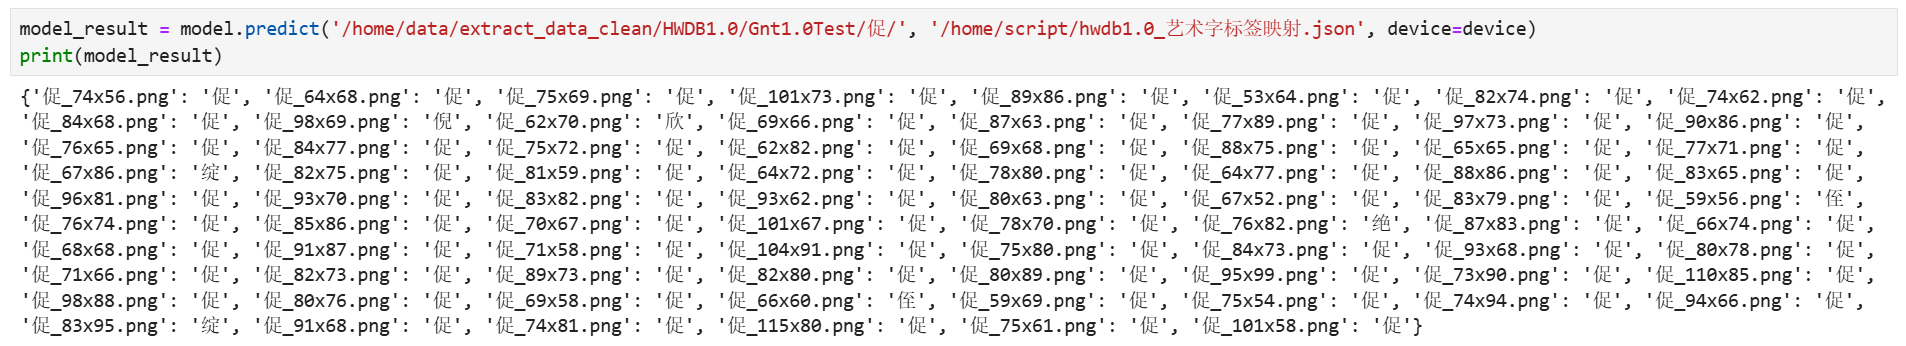 model_result = model.predict('/home/data/extract_data_clean/HWDB1.0/Gnt1.0Test/促/', '/home/script/hwdb1.0_艺术字标签映射.json', device=device)
print(model_result)
{'促_74x56.png': '促', '促_64x68.png': '促', '促_75x69.png': '促', '促_101x73.png': '促', '促_89x86.png': '促', '促_53x64.png': '促', '促_82x74.png': '促', '促_74x62.png': '促',
'促_84x68.png': '促', '促_98x69.png': '倪', '促_62x70.png': '欣', '促_69x66.png': '促', '促_87x63.png': '促', '促_77x89.png': '促', '促_97x73.png': '促', '促_90x86.png': '促',
'促_76x65.png': '促', '促_84x77.png': '促', '促_75x72.png': '促', '促_62x82.png': '促', '促_69x68.png': '促', '促_88x75.png': '促', '促_65x65.png': '促', '促_77x71.png': '促',
'促_67x86.png': '绽', '促_82x75.png': '促', '促_81x59.png': '促', '促_64x72.png': '促', '促_78x80.png': '促', '促_64x77.png': '促', '促_88x86.png': '促', '促_83x65.png': '促',
'促_96x81.png': '促', '促_93x70.png': '促', '促_83x82.png': '促', '促_93x62.png': '促', '促_80x63.png': '促', '促_67x52.png': '促', '促_83x79.png': '促', '促_59x56.png': '侄',
'促_76x74.png': '促', '促_85x86.png': '促', '促_70x67.png': '促', '促_101x67.png': '促', '促_78x70.png': '促', '促_76x82.png': '绝', '促_87x83.png': '促', '促_66x74.png': '促',
'促_68x68.png': '促', '促_91x87.png': '促', '促_71x58.png': '促', '促_104x91.png': '促', '促_75x80.png': '促', '促_84x73.png': '促', '促_93x68.png': '促', '促_80x78.png': '促',
'促_71x66.png': '促', '促_82x73.png': '促', '促_89x73.png': '促', '促_82x80.png': '促', '促_80x89.png': '促', '促_95x99.png': '促', '促_73x90.png': '促', '促_110x85.png': '促',
'促_98x88.png': '促', '促_80x76.png': '促', '促_69x58.png': '促', '促_66x60.png': '侄', '促_59x69.png': '促', '促_75x54.png': '促', '促_74x94.png': '促', '促_94x66.png': '促',
'促_83x95.png': '绽', '促_91x68.png': '促', '促_74x81.png': '促', '促_115x80.png': '促', '促_75x61.png': '促', '促_101x58.png': '促'}